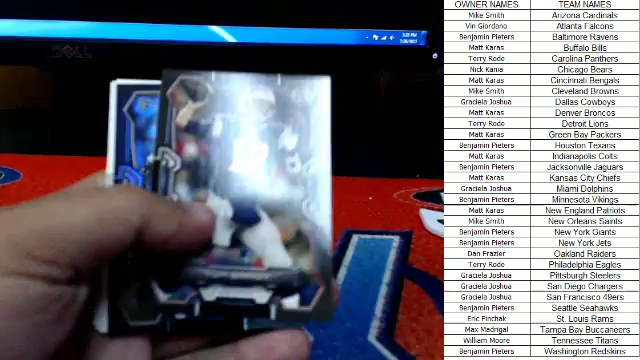 OWNER NAMES TEAM NAMES
Mike Smith Arizona Cardinals
Vin Giordano Atlanta Falcons
Benjamin Pieters Baltimore Ravens
Matt Karas Buffalo Bills
Terry Rode Carolina Panthers
Nick Kania Chicago Bears
Matt Karas Cincinnati Bengals
Mike Smith Cleveland Browns
Graciela Joshua Dallas Cowboys
Matt Karas Denver Broncos
Terry Rode Detroit Lions
Matt Karas Green Bay Packers
Benjamin Pieters Houston Texans
Matt Karas Indianapolis Colts
Benjamin Pieters Jacksonville Jaguars
Matt Karas Kansas City Chiefs
Graciela Joshua Miami Dolphins
Benjamin Pieters Minnesota Vikings
Matt Karas New England Patriots
Mike Smith New Orleans Saints
Benjamin Pieters New York Giants
Benjamin Pieters New York Jets
Dan Frazier Oakland Raiders
Terry Rode Philadelphia Eagles
Graciela Joshua Pittsburgh Steelers
Graciela Joshua San Diego Chargers
Graciela Joshua San Francisco 49ers
Benjamin Pieters Seattle Seahawks
Eric Finchak St. Louis Rams
Max Madrigal Tampa Bay Buccaneers
William Moore Tennessee Titans
Benjamin Pieters Washington Redskins
DELL